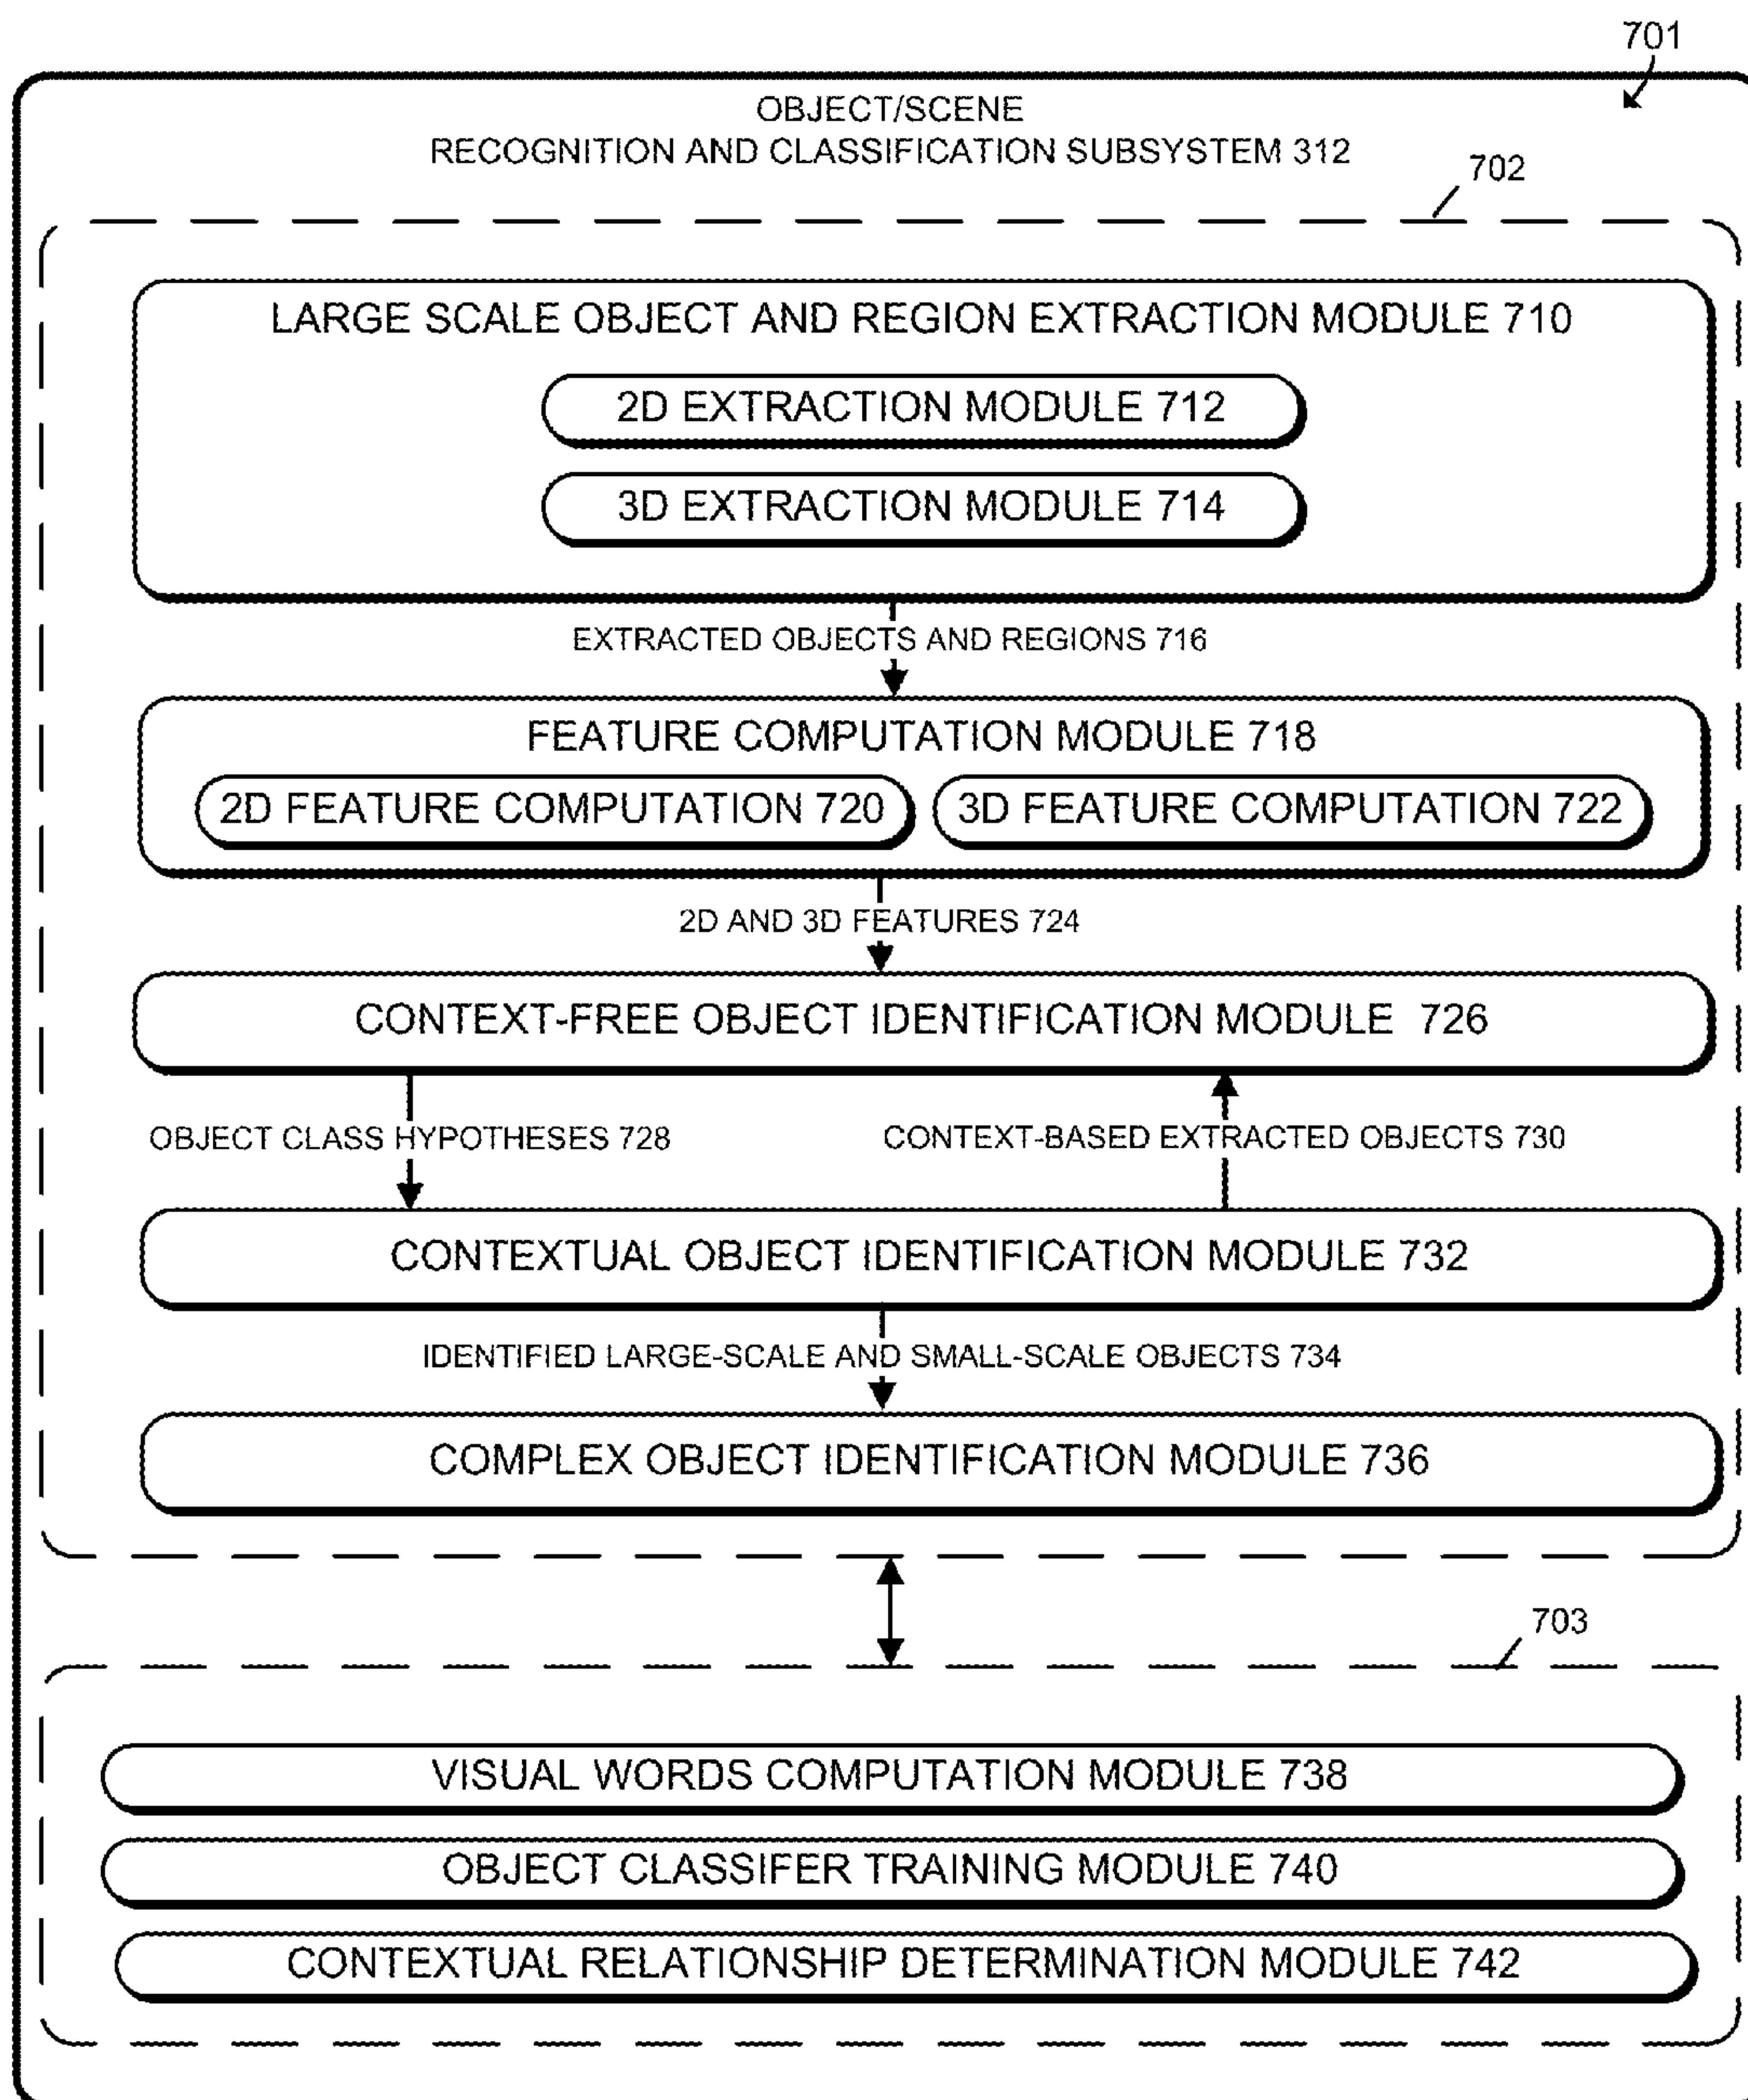 701
OBJECT/SCENE
RECOGNITION AND CLASSIFICATION SUBSYSTEM 312
702
LARGE SCALE OBJECT AND REGION EXTRACTION MODULE 710
2D EXTRACTION MODULE 712
3D EXTRACTION MODULE 714
EXTRACTED OBJECTS AND REGIONS 716
FEATURE COMPUTATION MODULE 718
2D FEATURE COMPUTATION 720
3D FEATURE COMPUTATION 722
2D AND 3D FEATURES 724
CONTEXT-FREE OBJECT IDENTIFICATION MODULE 726
OBJECT CLASS HYPOTHESES 728
CONTEXT-BASED EXTRACTED OBJECTS 730
CONTEXTUAL OBJECT IDENTIFICATION MODULE 732
IDENTIFIED LARGE-SCALE AND SMALL-SCALE OBJECTS 734
COMPLEX OBJECT IDENTIFICATION MODULE 736
703
VISUAL WORDS COMPUTATION MODULE 738
OBJECT CLASSIFER TRAINING MODULE 740
CONTEXTUAL RELATIONSHIP DETERMINATION MODULE 742